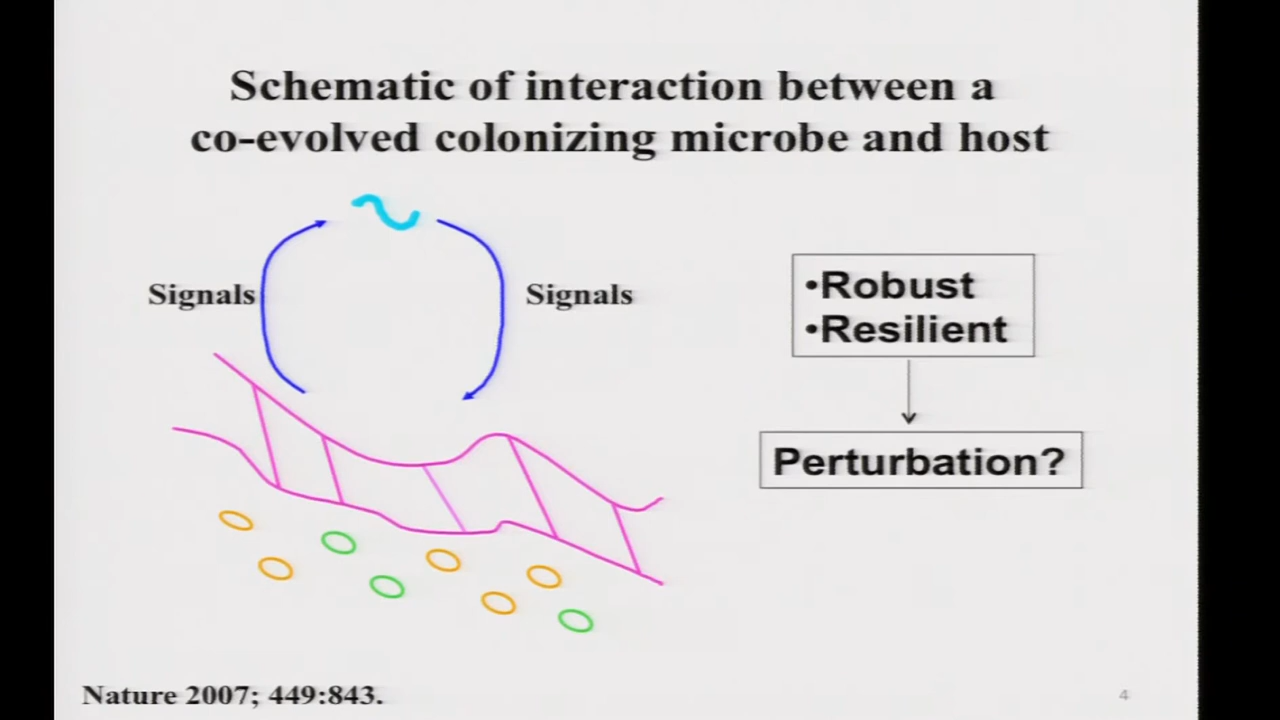 Schematic of interaction between a
co-evolved colonizing microbe and host
Signals
Signals
•Robust
•Resilient
Perturbation?
Nature 2007; 449:843.
4